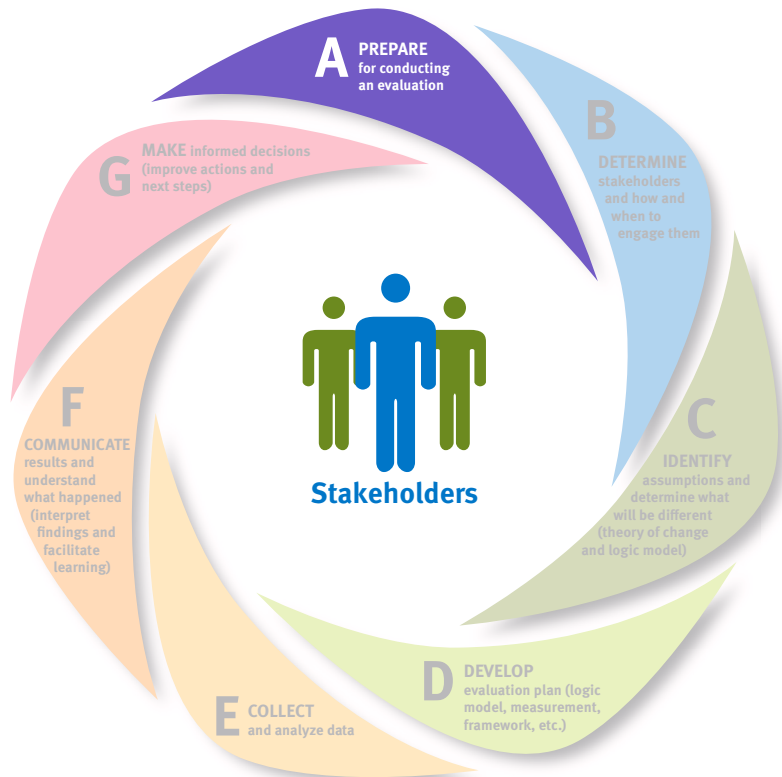 A
PREPARE
for conducting
an evaluation
B
DETERMINE
stakeholders
and how and
when to
engage them
C
IDENTIFY
assumptions and
determine what
will be different
(theory of change
and logic model)
D
DEVELOP
evaluation plan (logic
model, measurement,
framework, etc.)
E
COLLECT
and analyze data
F
COMMUNICATE
results and
understand
what happened
(interpret
findings and
facilitate
learning)
G
MAKE informed decisions
(improve actions and
next steps)
Stakeholders